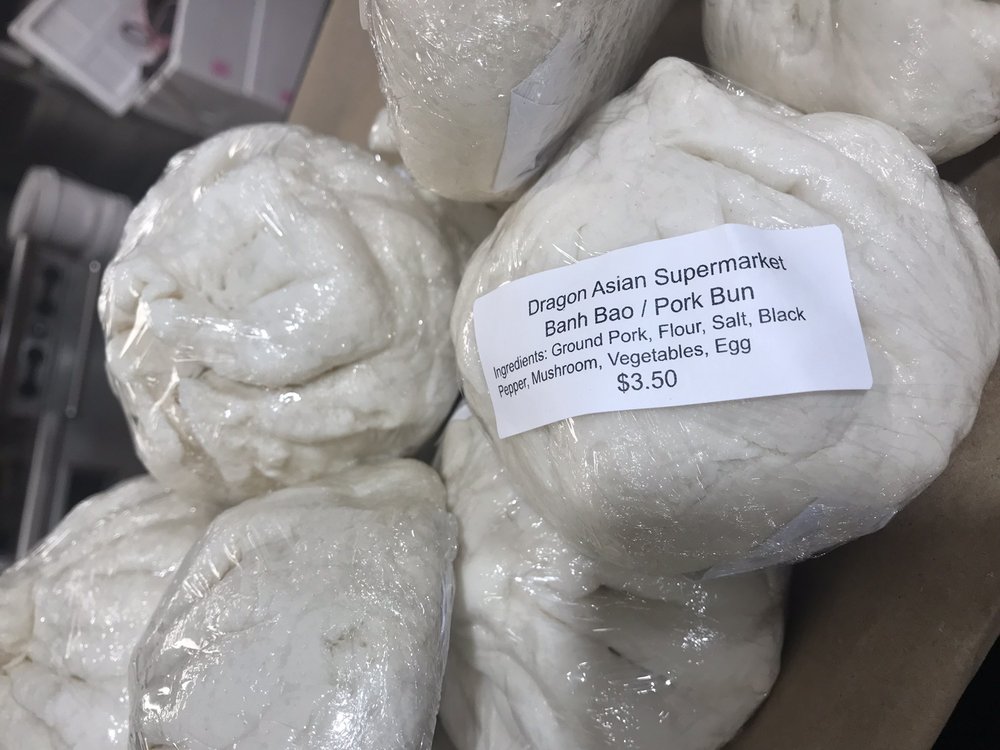 Dragon Asian Supermarket
Banh Bao / Pork Bun
Ingredients: Ground Pork, Flour, Salt, Black
Pepper, Mushroom, Vegetables, Egg
$3.50